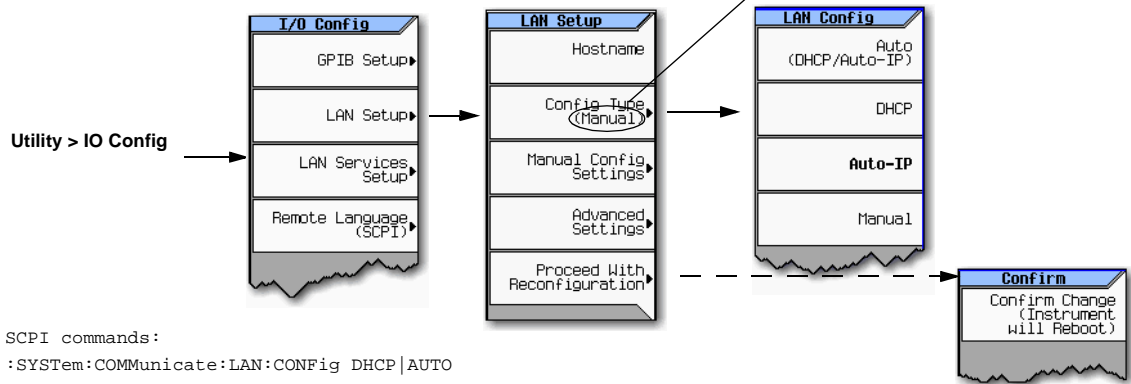 Utility > IO Config
I/O Config
GPIB Setup
LAN Setup
LAN Services
Setup
Remote Language
(SCPI)
LAN Setup
Hostname
Config Type
(Manual)
Manual Config
Settings
Advanced
Settings
Proceed With
Reconfiguration
LAN Config
Auto
(DHCP/Auto-IP)
DHCP
Auto-IP
Manual
Confirm
Confirm Change
(Instrument
will Reboot)
SCPI commands:
:SYSTem:COMMunicate:LAN:CONFig DHCP|AUTO